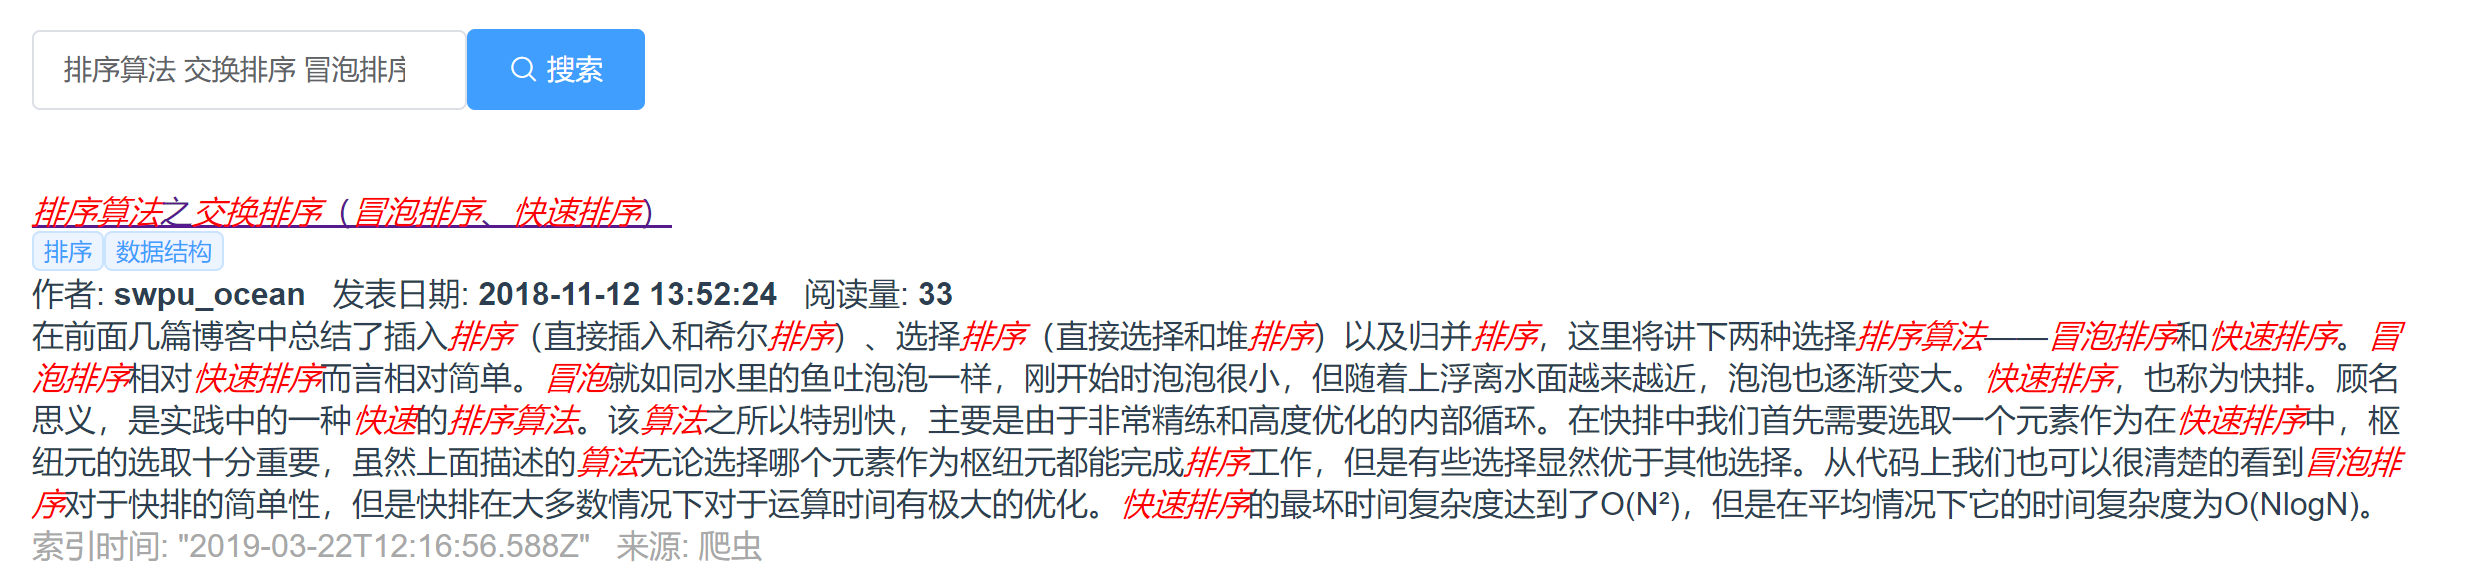 排序算法 交换排序 冒泡排序
搜索
排序算法之交换排序（冒泡排序、快速排序）
排序 数据结构
作者: swpu_ocean 发表日期: 2018-11-12 13:52:24 阅读量: 33
在前面几篇博客中总结了插入排序（直接插入和希尔排序）、选择排序（直接选择和堆排序）以及归并排序，这里将讲下两种选择排序算法——冒泡排序和快速排序。冒
泡排序相对快速排序而言相对简单。冒泡就如同水里的鱼吐泡泡一样，刚开始时泡泡很小，但随着上浮离水面越来越近，泡泡也逐渐变大。快速排序，也称为快排。顾名
思义，是实践中的一种快速的排序算法。该算法之所以特别快，主要是由于非常精练和高度优化的内部循环。在快排中我们首先需要选取一个元素作为在快速排序中，枢
纽元的选取十分重要，虽然上面描述的算法无论选择哪个元素作为枢纽元都能完成排序工作，但是有些选择显然优于其他选择。从代码上我们也可以很清楚的看到冒泡排
序对于快排的简单性，但是快排在大多数情况下对于运算时间有极大的优化。快速排序的最坏时间复杂度达到了O(N²)，但是在平均情况下它的时间复杂度为O(NlogN)。
索引时间: "2019-03-22T12:16:56.588Z" 来源: 爬虫